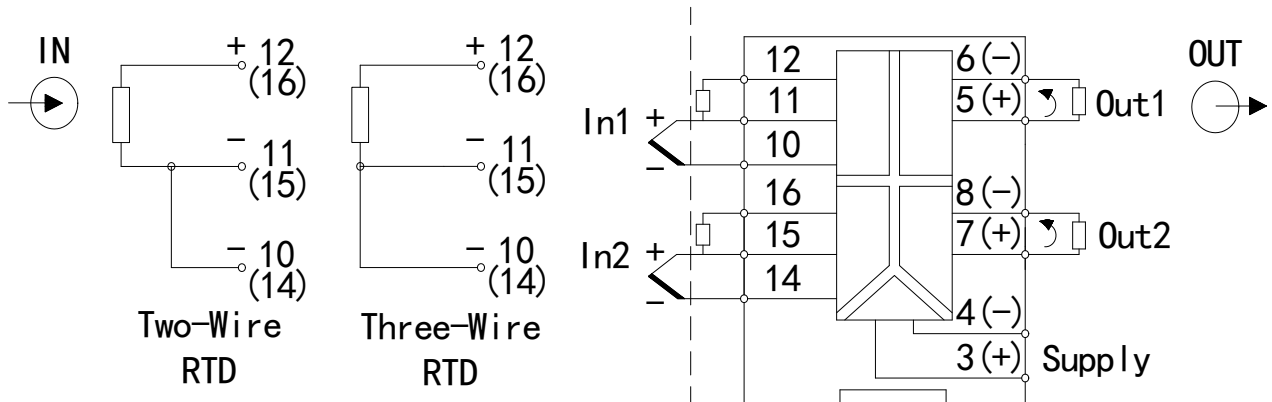 IN
+ 12
(16)
- 11
(15)
- 10
(14)
Two-Wire
RTD
+ 12
(16)
- 11
(15)
- 10
(14)
Three-Wire
RTD
In1
+
-
In2
+
-
12
11
10
16
15
14
6(-)
5(+)
8(-)
7(+)
4(-)
3(+)
Out1
Out2
Supply
OUT